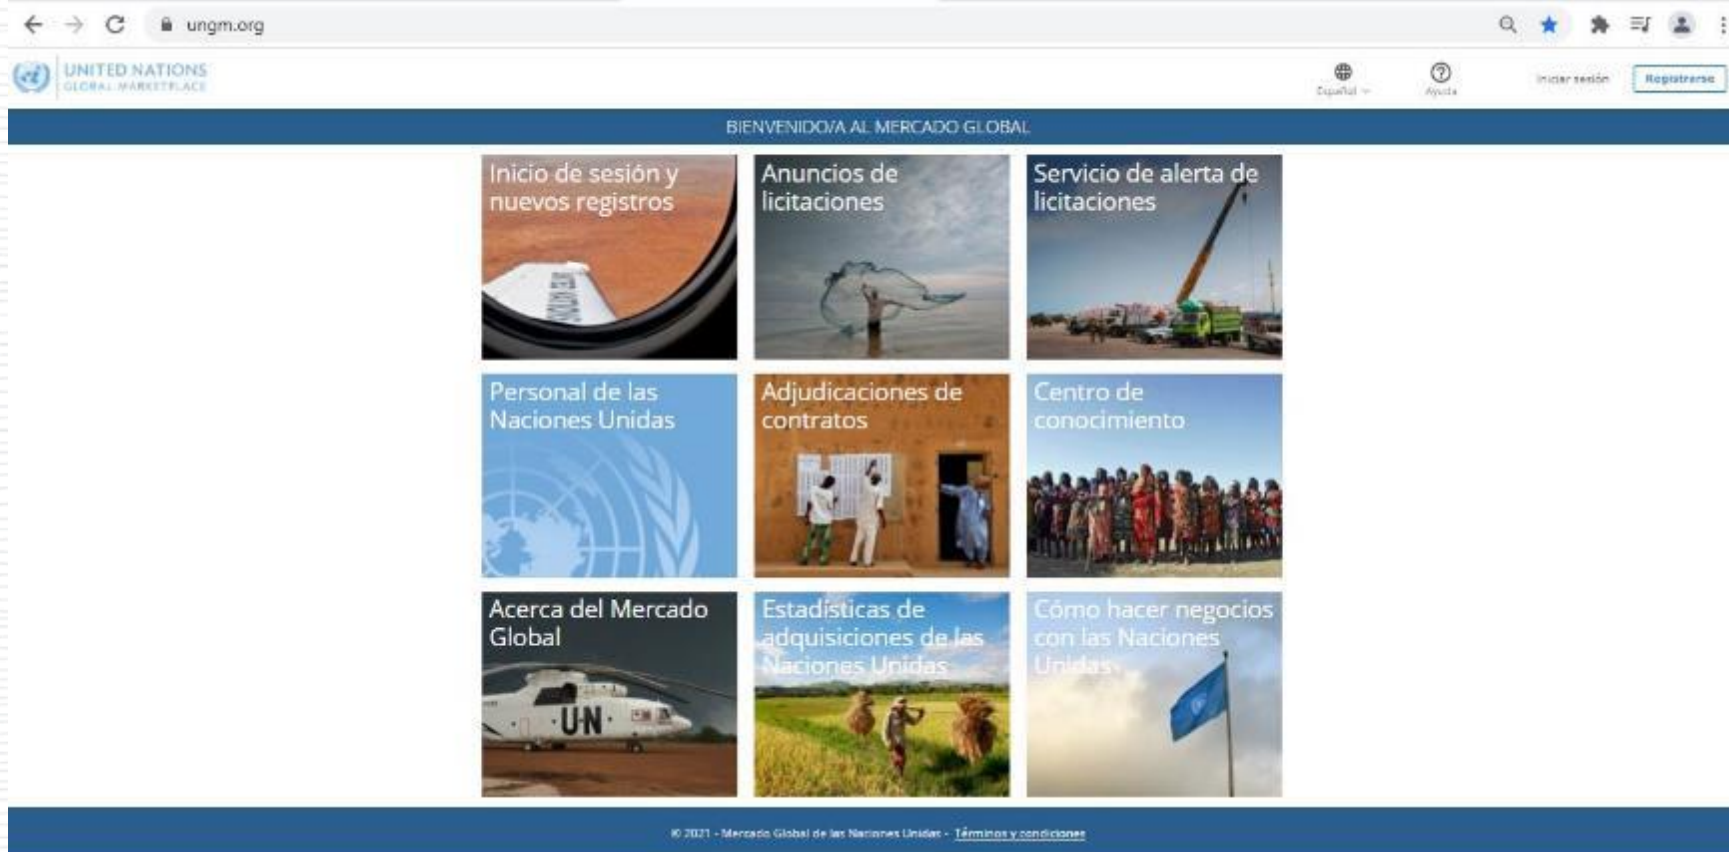 ungm.org
UNITED NATIONS
GLOBAL MARKETPLACE
Español
Ayuda
Iniciar sesión
Registrarse
BIENVENIDO/A AL MERCADO GLOBAL
Inicio de sesión y
nuevos registros
Anuncios de
licitaciones
Servicio de alerta de
licitaciones
Personal de las
Naciones Unidas
Adjudicaciones de
contratos
Centro de
conocimiento
Acerca del Mercado
Global
UN
Estadísticas de
adquisiciones de las
Naciones Unidas
Cómo hacer negocios
con las Naciones
Unidas
© 2021 - Mercado Global de las Naciones Unidas - Términos y condiciones